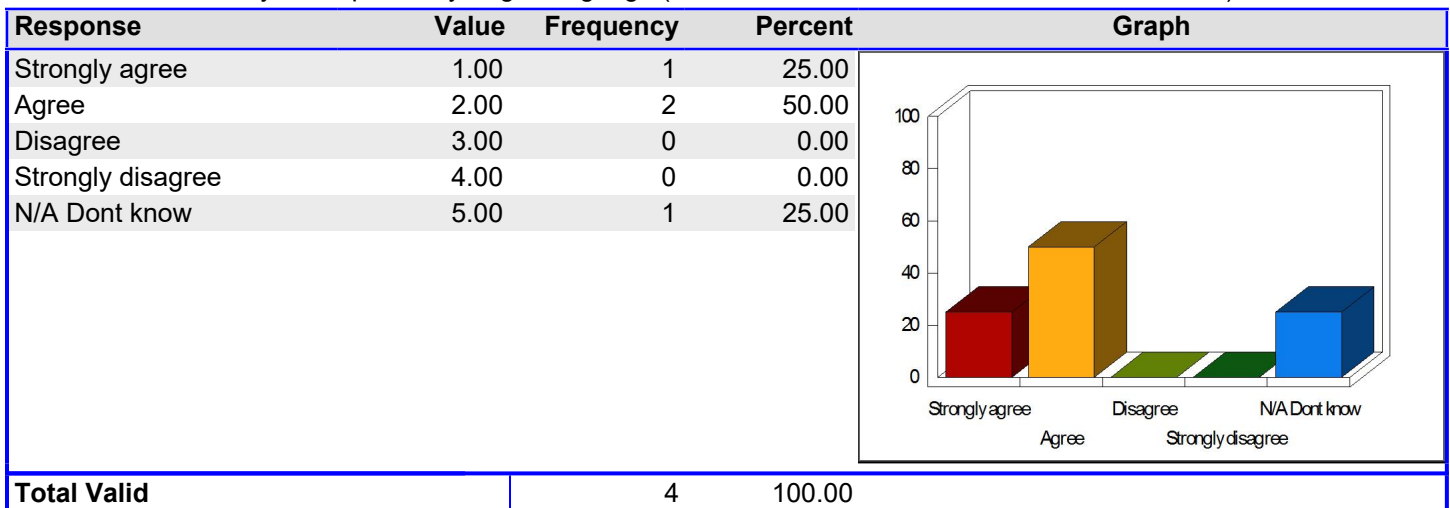 Response Value Frequency Percent Graph
Strongly agree 1.00 1 25.00
Agree 2.00 2 50.00
Disagree 3.00 0 0.00
Strongly disagree 4.00 0 0.00
N/A Dont know 5.00 1 25.00
100
80
60
40
20
0
Strongly agree Disagree N/A Dont know
Agree Strongly disagree
Total Valid 4 100.00